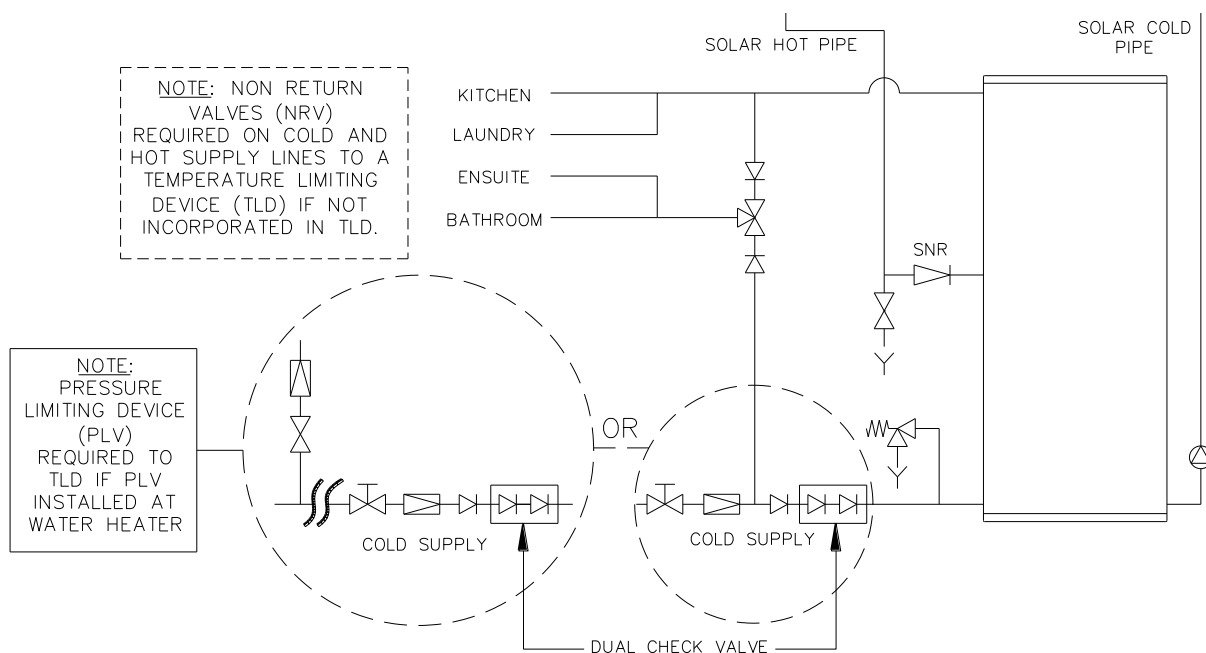 SOLAR HOT PIPE
SOLAR COLD
PIPE
NOTE: NON RETURN
VALVES (NRV)
REQUIRED ON COLD AND
HOT SUPPLY LINES TO A
TEMPERATURE LIMITING
DEVICE (TLD) IF NOT
INCORPORATED IN TLD.
KITCHEN
LAUNDRY
ENSUITE
BATHROOM
SNR
NOTE:
PRESSURE
LIMITING DEVICE
(PLV)
REQUIRED TO
TLD IF PLV
INSTALLED AT
WATER HEATER
OR
COLD SUPPLY
COLD SUPPLY
DUAL CHECK VALVE